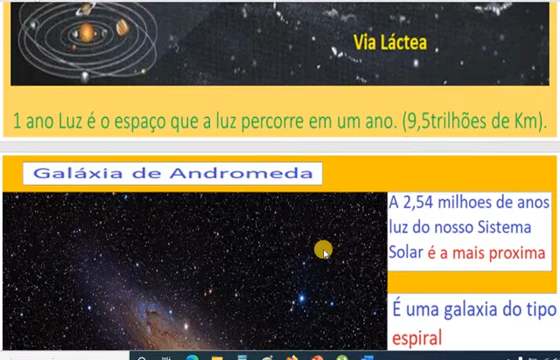 Via Láctea
1 ano Luz é o espaço que a luz percorre em um ano. (9,5trilhões de Km).
Galáxia de Andromeda
A 2,54 milhoes de anos
luz do nosso Sistema
Solar é a mais proxima
É uma galaxia do tipo
espiral